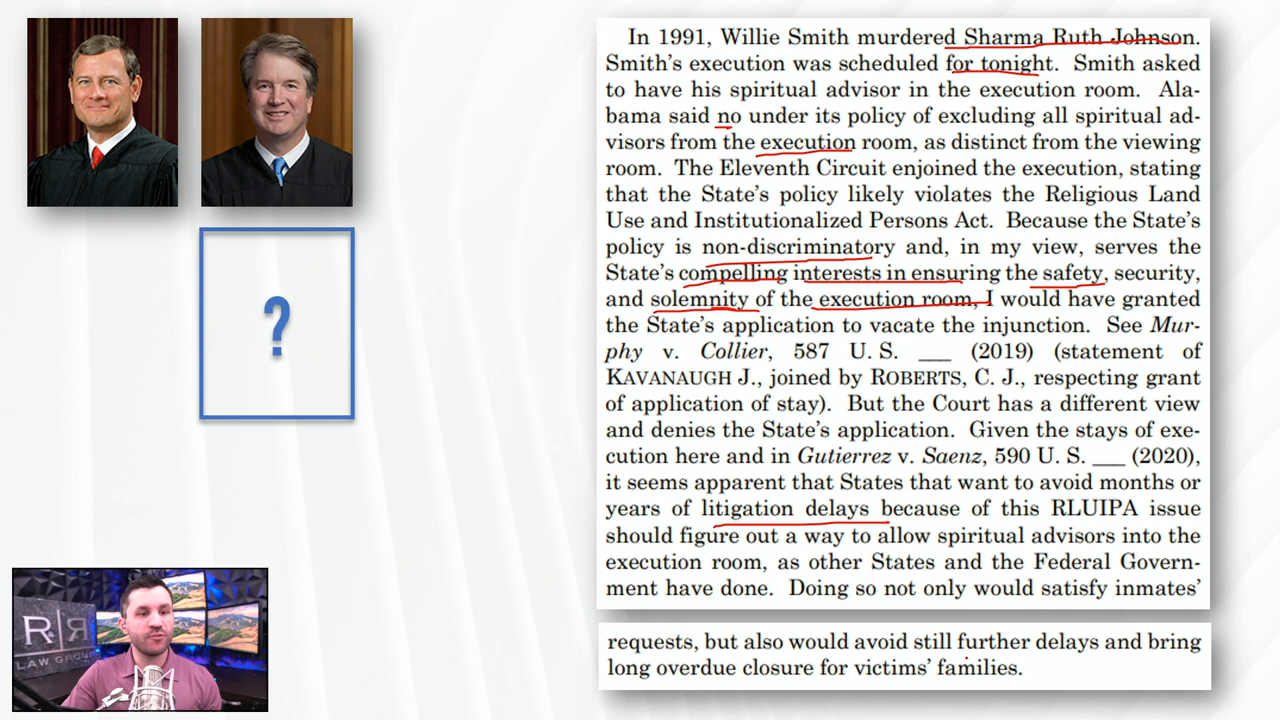 ?
In 1991, Willie Smith murdered Sharma Ruth Johnson.
Smith's execution was scheduled for tonight. Smith asked
to have his spiritual advisor in the execution room. Ala-
bama said no under its policy of excluding all spiritual ad-
visors from the execution room, as distinct from the viewing
room. The Eleventh Circuit enjoined the execution, stating
that the State's policy likely violates the Religious Land
Use and Institutionalized Persons Act. Because the State's
policy is non-discriminatory and, in my view, serves the
State's compelling interests in ensuring the safety, security,
and solemnity of the execution room, I would have granted
the State's application to vacate the injunction. See Mur-
phy v. Collier, 587 U. S. ___ (2019) (statement of
KAVANAUGH J., joined by ROBERTS, C. J., respecting grant
of application of stay). But the Court has a different view
and denies the State's application. Given the stays of exe-
cution here and in Gutierrez v. Saenz, 590 U. S. ___ (2020),
it seems apparent that States that want to avoid months or
years of litigation delays because of this RLUIPA issue
should figure out a way to allow spiritual advisors into the
execution room, as other States and the Federal Govern-
ment have done. Doing so not only would satisfy inmates'
requests, but also would avoid still further delays and bring
long overdue closure for victims' families.
R|R
LAW GROUP